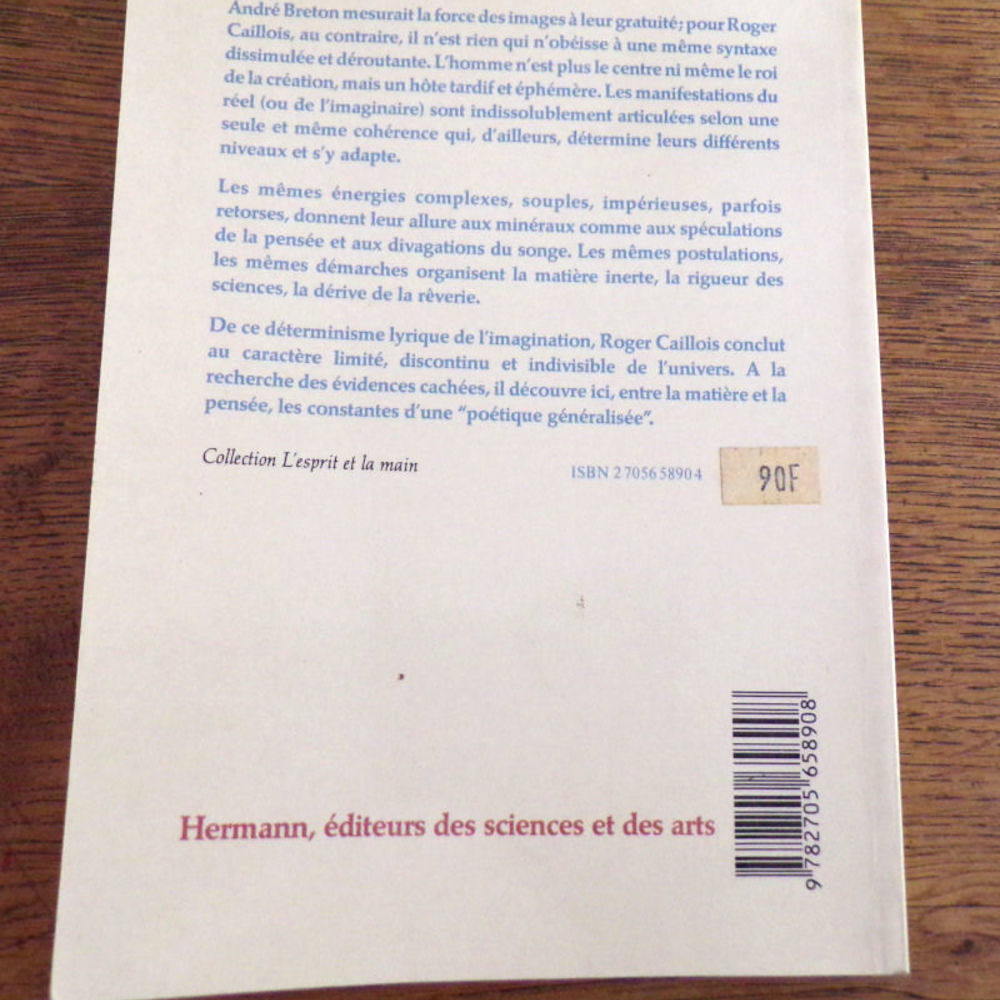 André Breton mesurait la force des images à leur gratuité; pour Roger
Caillois, au contraire, il n'est rien qui n'obéisse à une même syntaxe
dissimulée et déroutante. L'homme n'est plus le centre ni même le roi
de la création, mais un hôte tardif et éphémère. Les manifestations du
réel (ou de l'imaginaire) sont indissolublement articulées selon une
seule et même cohérence qui, d'ailleurs, détermine leurs différents
niveaux et s'y adapte.
Les mêmes énergies complexes, souples, impérieuses, parfois
retorses, donnent leur allure aux minéraux comme aux spéculations
de la pensée et aux divagations du songe. Les mêmes postulations,
les mêmes démarches organisent la matière inerte, la rigueur des
sciences, la dérive de la rêverie.
De ce déterminisme lyrique de l'imagination, Roger Caillois conclut
au caractère limité, discontinu et indivisible de l'univers. A la
recherche des évidences cachées, il découvre ici, entre la matière et la
pensée, les constantes d'une "poétique généralisée".
Collection L'esprit et la main
ISBN 2 7056 5890 4
90F
Hermann, éditeurs des sciences et des arts
9 782705 658908